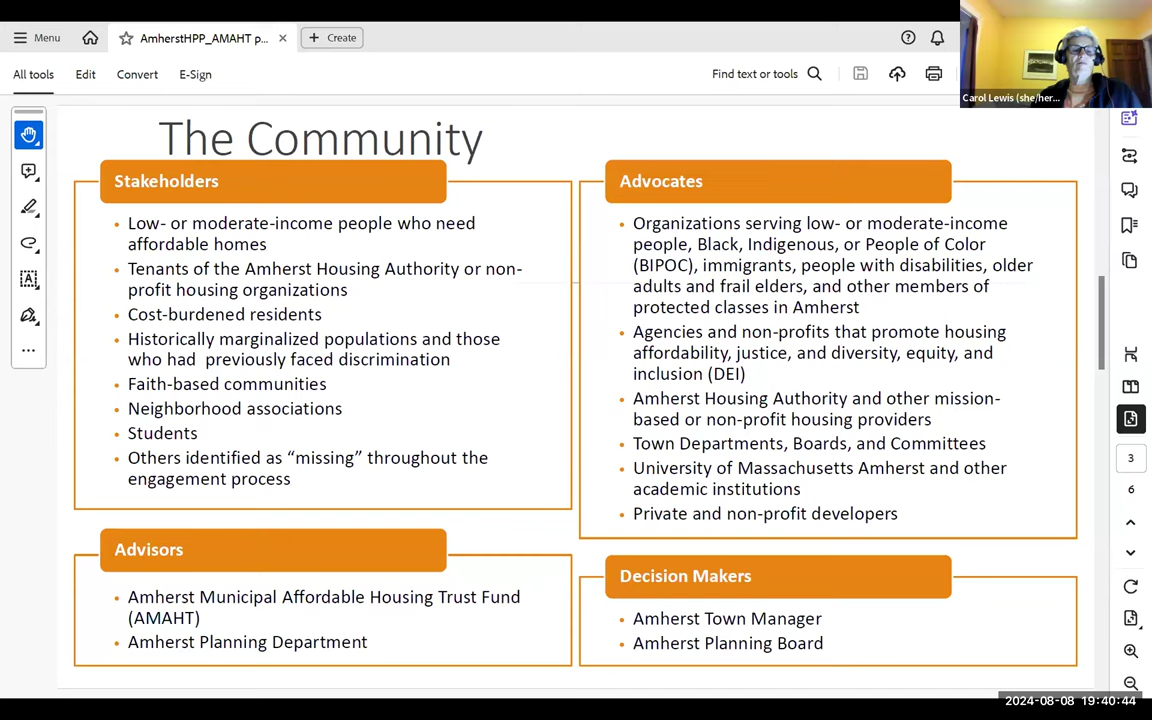 Menu
AmherstHPP_AMAHT p...
Create
All tools
Edit
Convert
E-Sign
Find text or tools
Carol Lewis (she/her...
The Community
Stakeholders
• Low- or moderate-income people who need
affordable homes
• Tenants of the Amherst Housing Authority or non-
profit housing organizations
• Cost-burdened residents
• Historically marginalized populations and those
who had previously faced discrimination
• Faith-based communities
• Neighborhood associations
• Students
• Others identified as “missing” throughout the
engagement process
Advocates
• Organizations serving low- or moderate-income
people, Black, Indigenous, or People of Color
(BIPOC), immigrants, people with disabilities, older
adults and frail elders, and other members of
protected classes in Amherst
• Agencies and non-profits that promote housing
affordability, justice, and diversity, equity, and
inclusion (DEI)
• Amherst Housing Authority and other mission-
based or non-profit housing providers
• Town Departments, Boards, and Committees
• University of Massachusetts Amherst and other
academic institutions
• Private and non-profit developers
Advisors
• Amherst Municipal Affordable Housing Trust Fund
(AMAHT)
• Amherst Planning Department
Decision Makers
• Amherst Town Manager
• Amherst Planning Board
3
6
2024-08-08 19:40:44